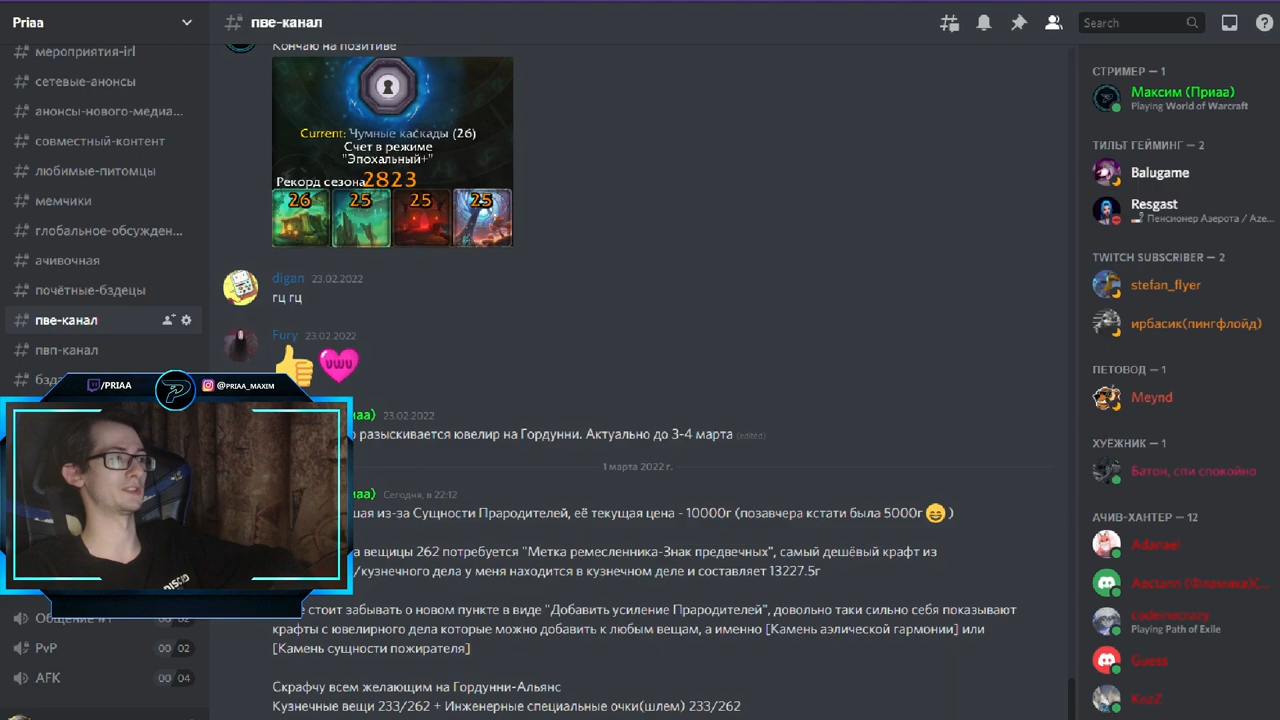 Priaa
мероприятия-irl
сетевые-анонсы
анонсы-нового-медиа...
совместный-контент
любимые-питомцы
мемчики
глобальное-обсужден...
ачивочная
почётные-бздецы
пве-канал
пвп-канал
бзд
/PRIAA
@PRIAA_MAXIM
Общение #1
00 02
PvP
00 02
AFK
00 04
пве-канал
Search
Кончаю на позитиве
Current: Чумные каскады (26)
Счет в режиме
"Эпохальный+"
Рекорд сезона 2823
26 25 25 25
digan 23.02.2022
гц гц
Fury 23.02.2022
UWU
аа) 23.02.2022
о разыскивается ювелир на Гордунни. Актуально до 3-4 марта (edited)
1 марта 2022 г.
аа) Сегодня, в 22:12
шая из-за Сущности Прародителей, её текущая цена - 10000г (позавчера кстати была 5000г )
а вещицы 262 потребуется "Метка ремесленника-Знак предвечных", самый дешёвый крафт из
/кузнечного дела у меня находится в кузнечном деле и составляет 13227.5г
е стоит забывать о новом пункте в виде "Добавить усиление Прародителей", довольно таки сильно себя показывают
крафты с ювелирного дела которые можно добавить к любым вещам, а именно [Камень аэлической гармонии] или
[Камень сущности пожирателя]
Скрафчу всем желающим на Гордунни-Альянс
Кузнечные вещи 233/262 + Инженерные специальные очки(шлем) 233/262
СТРИМЕР — 1
Максим (Приаа)
Playing World of Warcraft
ТИЛЬТ ГЕЙМИНГ — 2
Balugame
Resgast
Пенсионер Азерота / Aze...
TWITCH SUBSCRIBER — 2
stefan_flyer
ирбасик(пингфлойд)
ПЕТОВОД — 1
Meynd
ХУЁЖНИК — 1
Батон, спи спокойно
АЧИВ-ХАНТЕР — 12
Adanael
codeinecrazy
Playing Path of Exile
Guess
KezZ